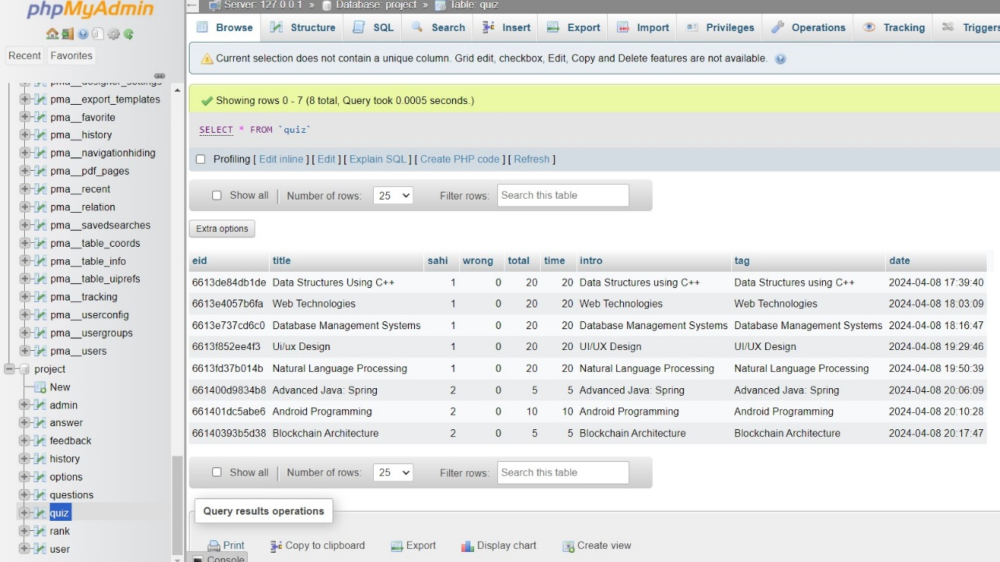 phpMyAdmin
Recent Favorites
pma__designer_settings
pma__export_templates
pma__favorite
pma__history
pma__navigationhiding
pma__pdf_pages
pma__recent
pma__relation
pma__savedsearches
pma__table_coords
pma__table_info
pma__table_uiprefs
pma__tracking
pma__userconfig
pma__usergroups
pma__users
project
New
admin
answer
feedback
history
options
questions
quiz
rank
user
Server: 127.0.0.1 » Database: project » Table: quiz
Browse Structure SQL Search Insert Export Import Privileges Operations Tracking Triggers
Current selection does not contain a unique column. Grid edit, checkbox, Edit, Copy and Delete features are not available.
Showing rows 0 - 7 (8 total, Query took 0.0005 seconds.)
SELECT * FROM `quiz`
Profiling [ Edit inline ] [ Edit ] [ Explain SQL ] [ Create PHP code ] [ Refresh ]
Show all | Number of rows: 25 Filter rows: Search this table
Extra options
eid title sahi wrong total time intro tag date
6613de84db1de Data Structures Using C++ 1 0 20 20 Data Structures using C++ Data Structures using C++ 2024-04-08 17:39:40
6613e4057b6fa Web Technologies 1 0 20 20 Web Technologies Web Technologies 2024-04-08 18:03:09
6613e737cd6c0 Database Management Systems 1 0 20 20 Database Management Systems Database Management Systems 2024-04-08 18:16:47
6613f852ee4f3 Ui/ux Design 1 0 20 20 UI/UX Design UI/UX Design 2024-04-08 19:29:46
6613fd37b014b Natural Language Processing 1 0 20 20 Natural Language Processing Natural Language Processing 2024-04-08 19:50:39
661400d9834b8 Advanced Java: Spring 2 0 5 5 Advanced Java: Spring Advanced Java: Spring 2024-04-08 20:06:09
661401dc5abe6 Android Programming 2 0 10 10 Android Programming Android Programming 2024-04-08 20:10:28
66140393b5d38 Blockchain Architecture 2 0 5 5 Blockchain Architecture Blockchain Architecture 2024-04-08 20:17:47
Show all | Number of rows: 25 Filter rows: Search this table
Query results operations
Print Copy to clipboard Export Display chart Create view
Console